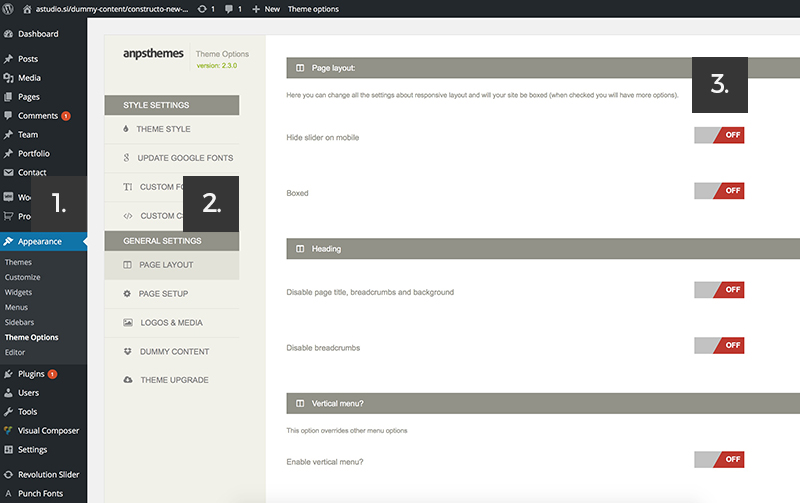 astudio.si/dummy-content/constructo-new-... 1 1 + New Theme options
Dashboard
Posts
Media
Pages
Comments 1
Team
Portfolio
Contact
1.
Appearance
Themes
Customize
Widgets
Menus
Sidebars
Theme Options
Editor
Plugins 1
Users
Tools
Visual Composer
Settings
Revolution Slider
Punch Fonts
anpsthemes Theme Options
version: 2.3.0
STYLE SETTINGS
THEME STYLE
UPDATE GOOGLE FONTS
CUSTOM
CUSTOM
2.
GENERAL SETTINGS
PAGE LAYOUT
PAGE SETUP
LOGOS & MEDIA
DUMMY CONTENT
THEME UPGRADE
Page layout:
3.
Here you can change all the settings about responsive layout and will your site be boxed (when checked you will have more options).
Hide slider on mobile OFF
Boxed OFF
Heading
Disable page title, breadcrumbs and background OFF
Disable breadcrumbs OFF
Vertical menu?
This option overrides other menu options
Enable vertical menu? OFF